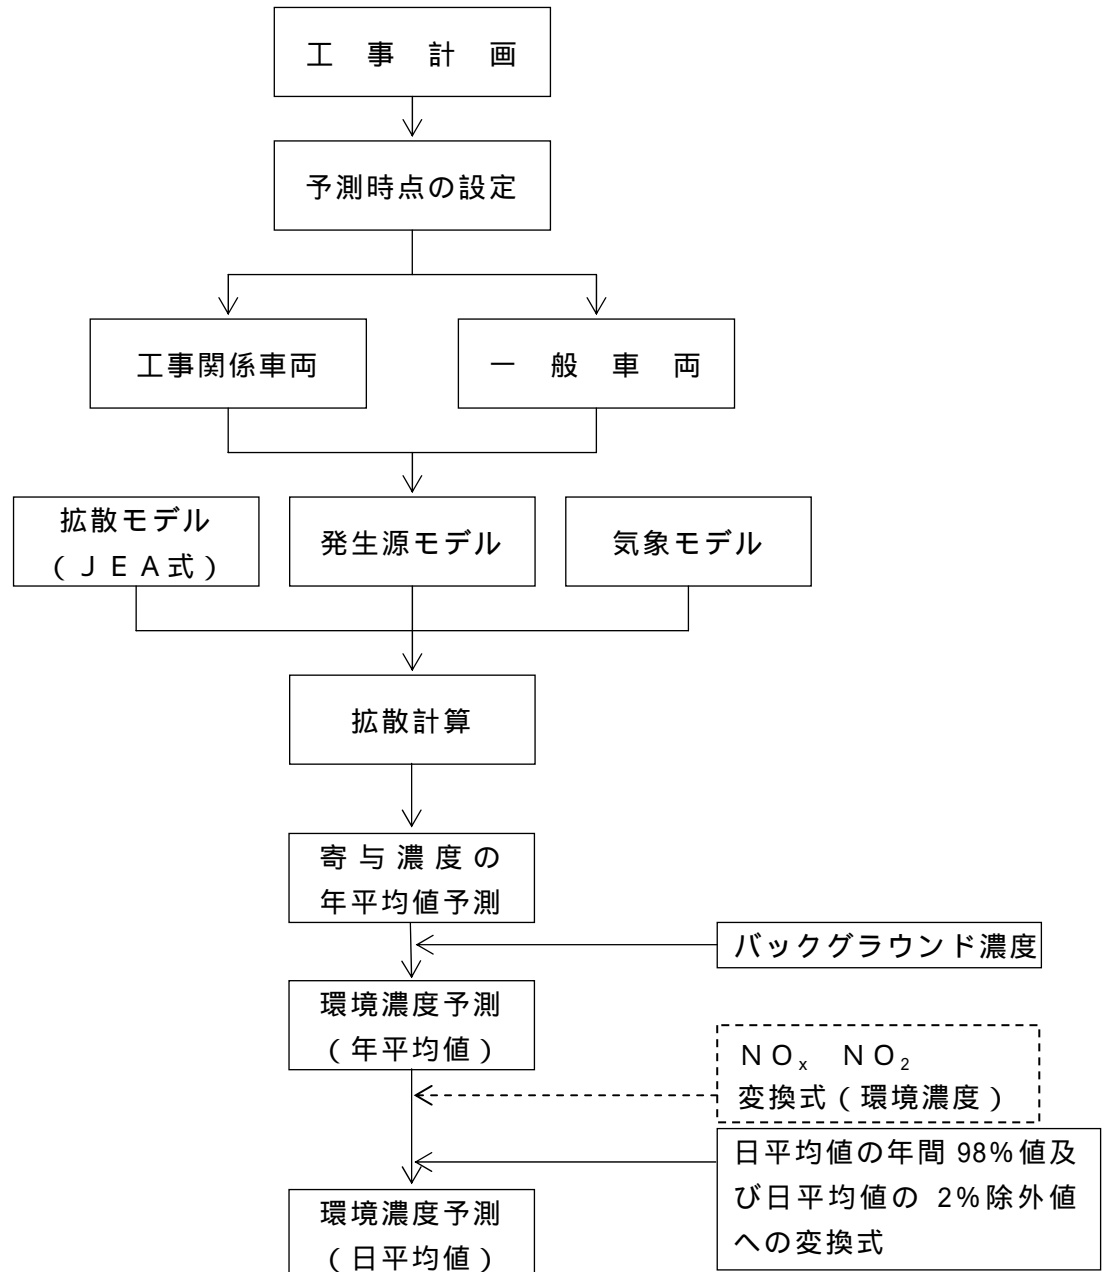 工　事　計　画
予測時点の設定
工事関係車両
一　般　車　両
拡散モデル
（ＪＥＡ式）
発生源モデル
気象モデル
拡散計算
寄与濃度の
年平均値予測
バックグラウンド濃度
環境濃度予測
（年平均値）
ＮＯₓ　ＮＯ₂
変換式（環境濃度）
日平均値の年間 98%値及
び日平均値の 2%除外値
への変換式
環境濃度予測
（日平均値）